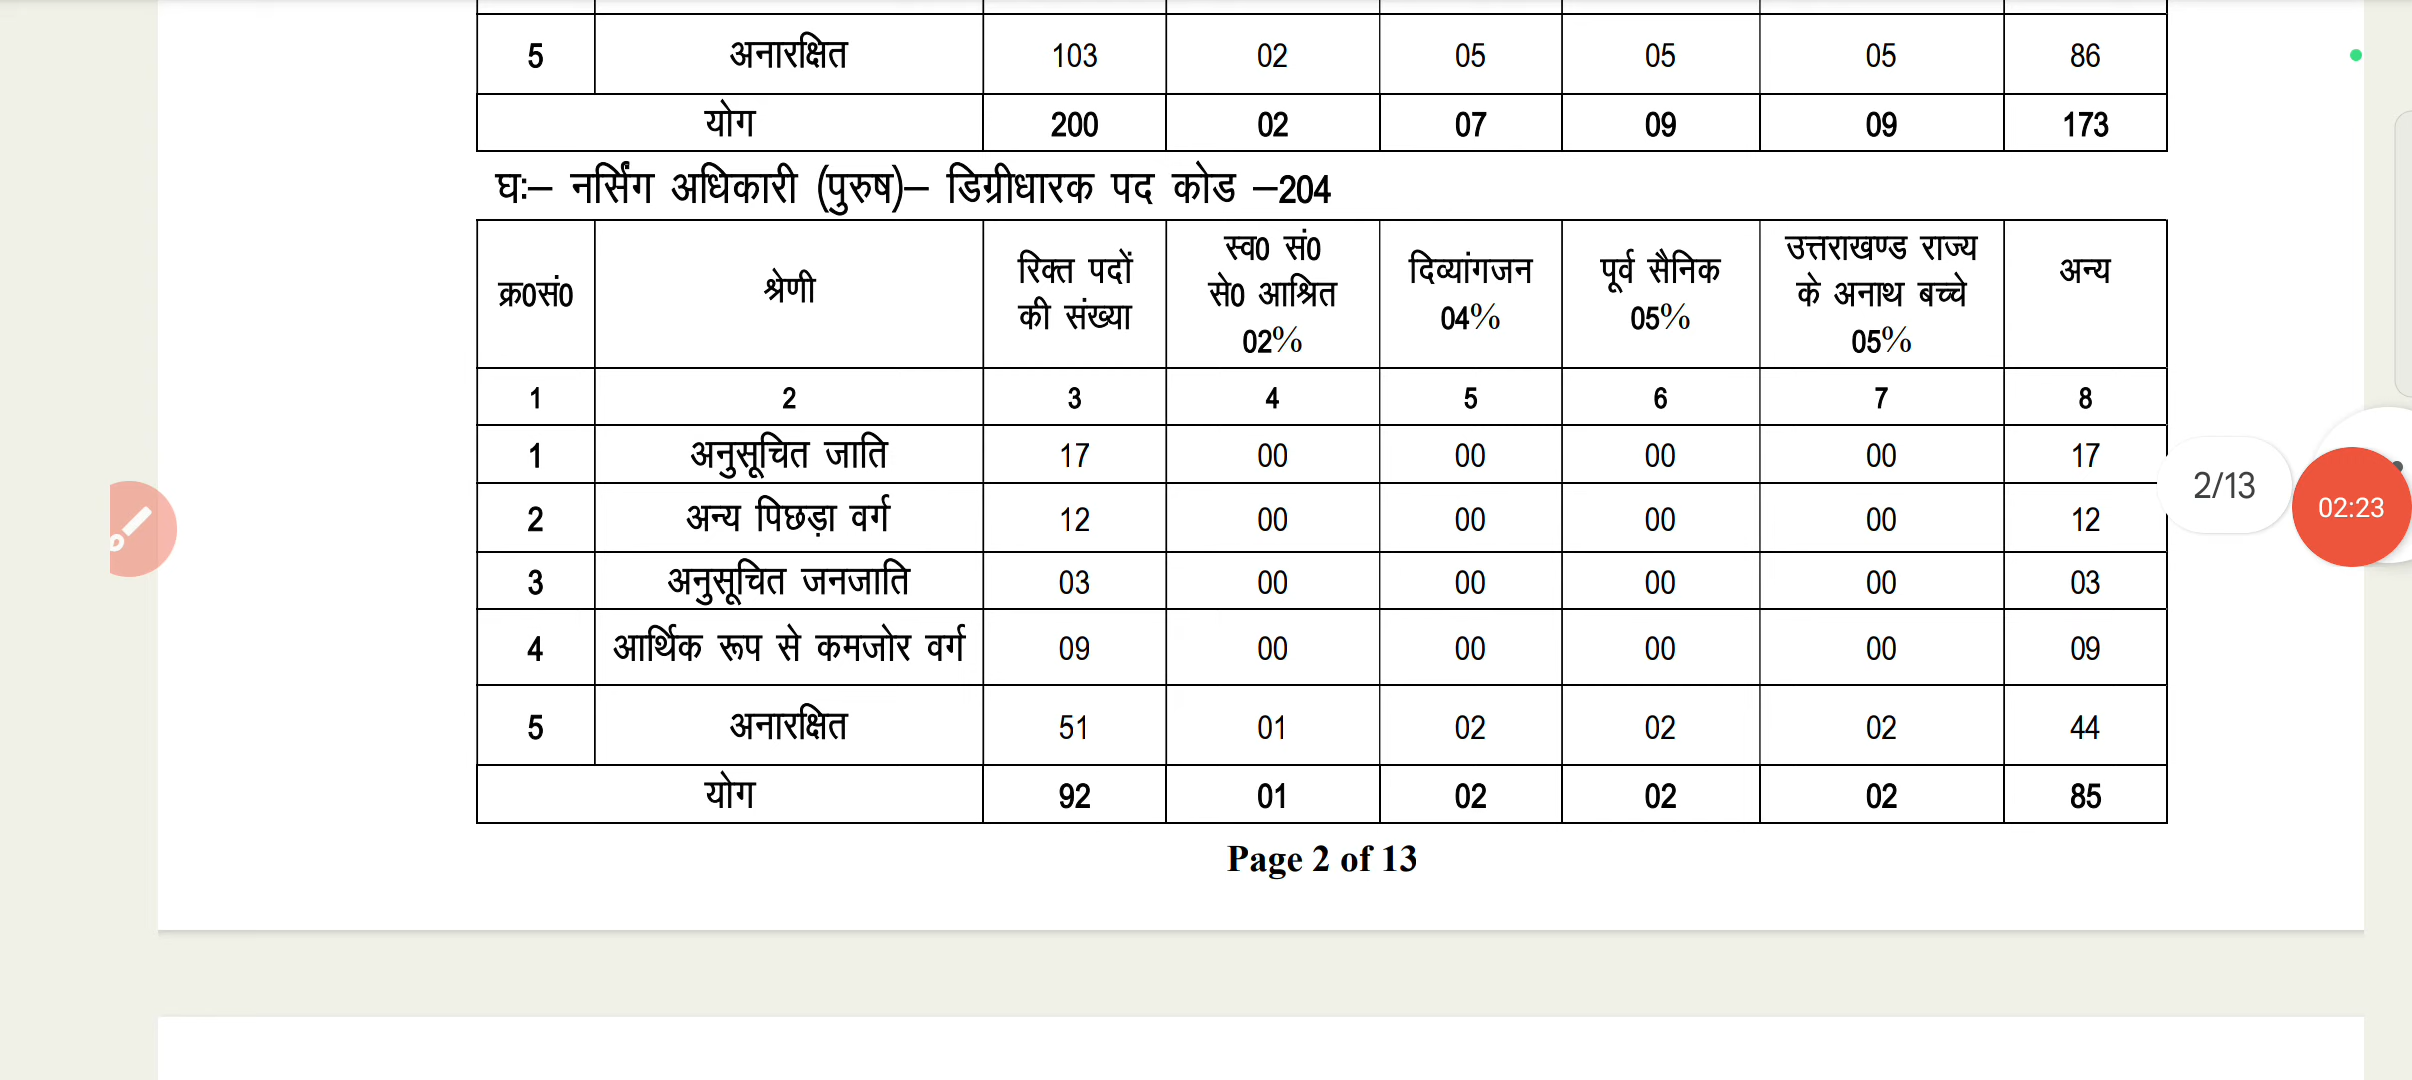 5 अनारक्षित 103 02 05 05 05 86
योग 200 02 07 09 09 173
घः– नर्सिंग अधिकारी (पुरुष)– डिग्रीधारक पद कोड –204
क्र0सं0 श्रेणी रिक्त पदों की संख्या स्व0 सं0 से0 आश्रित 02% दिव्यांगजन 04% पूर्व सैनिक 05% उत्तराखण्ड राज्य के अनाथ बच्चे 05% अन्य
1 2 3 4 5 6 7 8
1 अनुसूचित जाति 17 00 00 00 00 17
2 अन्य पिछड़ा वर्ग 12 00 00 00 00 12
3 अनुसूचित जनजाति 03 00 00 00 00 03
4 आर्थिक रूप से कमजोर वर्ग 09 00 00 00 00 09
5 अनारक्षित 51 01 02 02 02 44
योग 92 01 02 02 02 85
Page 2 of 13
2/13
02:23